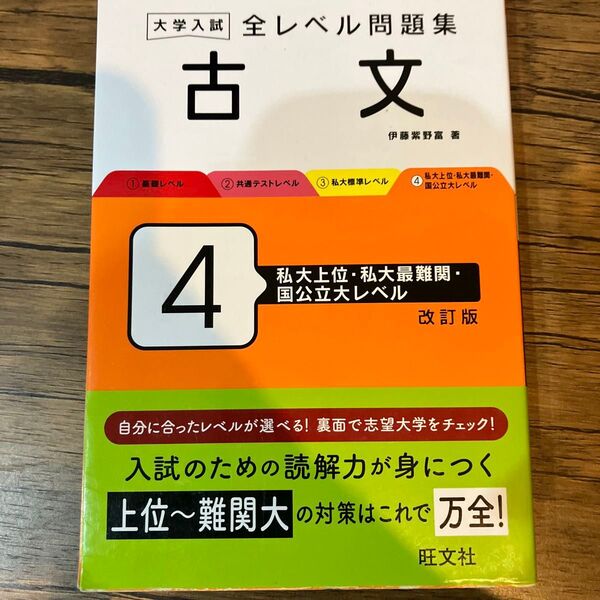 大学入試 全レベル問題集
古文
伊藤紫野富 著
①基礎レベル
②共通テストレベル
③私大標準レベル
④私大上位・私大最難関・
国公立大レベル
4
私大上位・私大最難関・
国公立大レベル
改訂版
自分に合ったレベルが選べる! 裏面で志望大学をチェック!
入試のための読解力が身につく
上位～難関大の対策はこれで万全!
旺文社